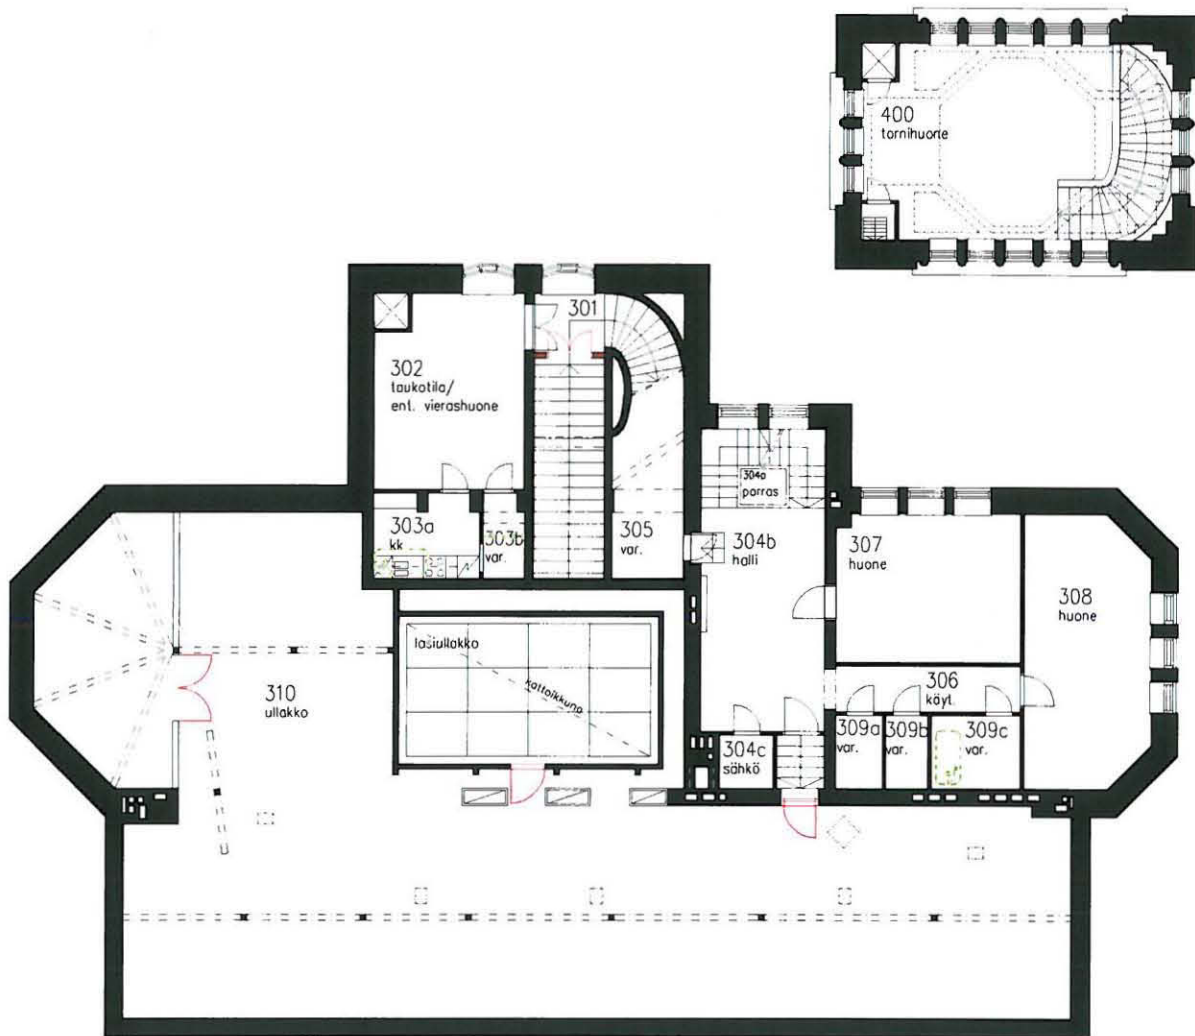 400
tornihuone
301
302
taukotila/
ent. vierashuone
304a
porras
303a
kk
303b
var.
305
var.
304b
halli
307
huone
308
huone
lasiullakko
kattoikkuna
310
ullakko
306
käyt.
309a
var.
309b
var.
309c
var.
304c
sähkö